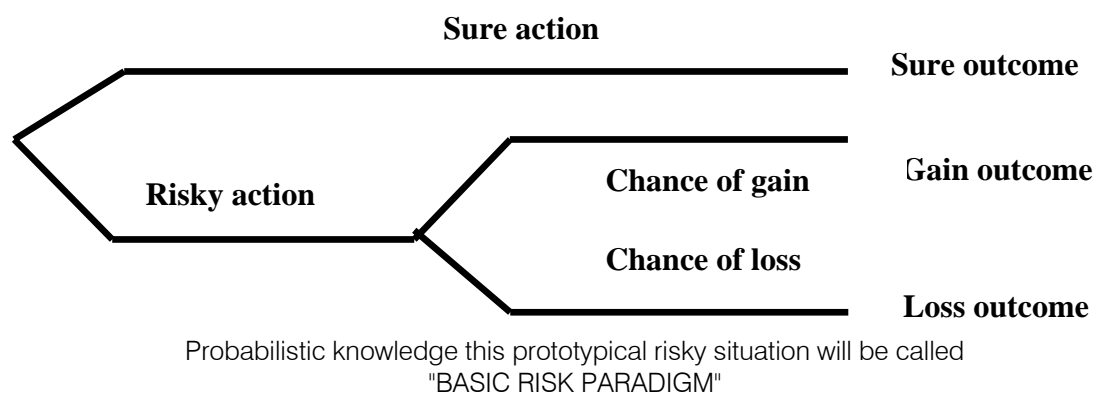 Sure action
Sure outcome
Risky action
Chance of gain
Gain outcome
Chance of loss
Loss outcome
Probabilistic knowledge this prototypical risky situation will be called
"BASIC RISK PARADIGM"